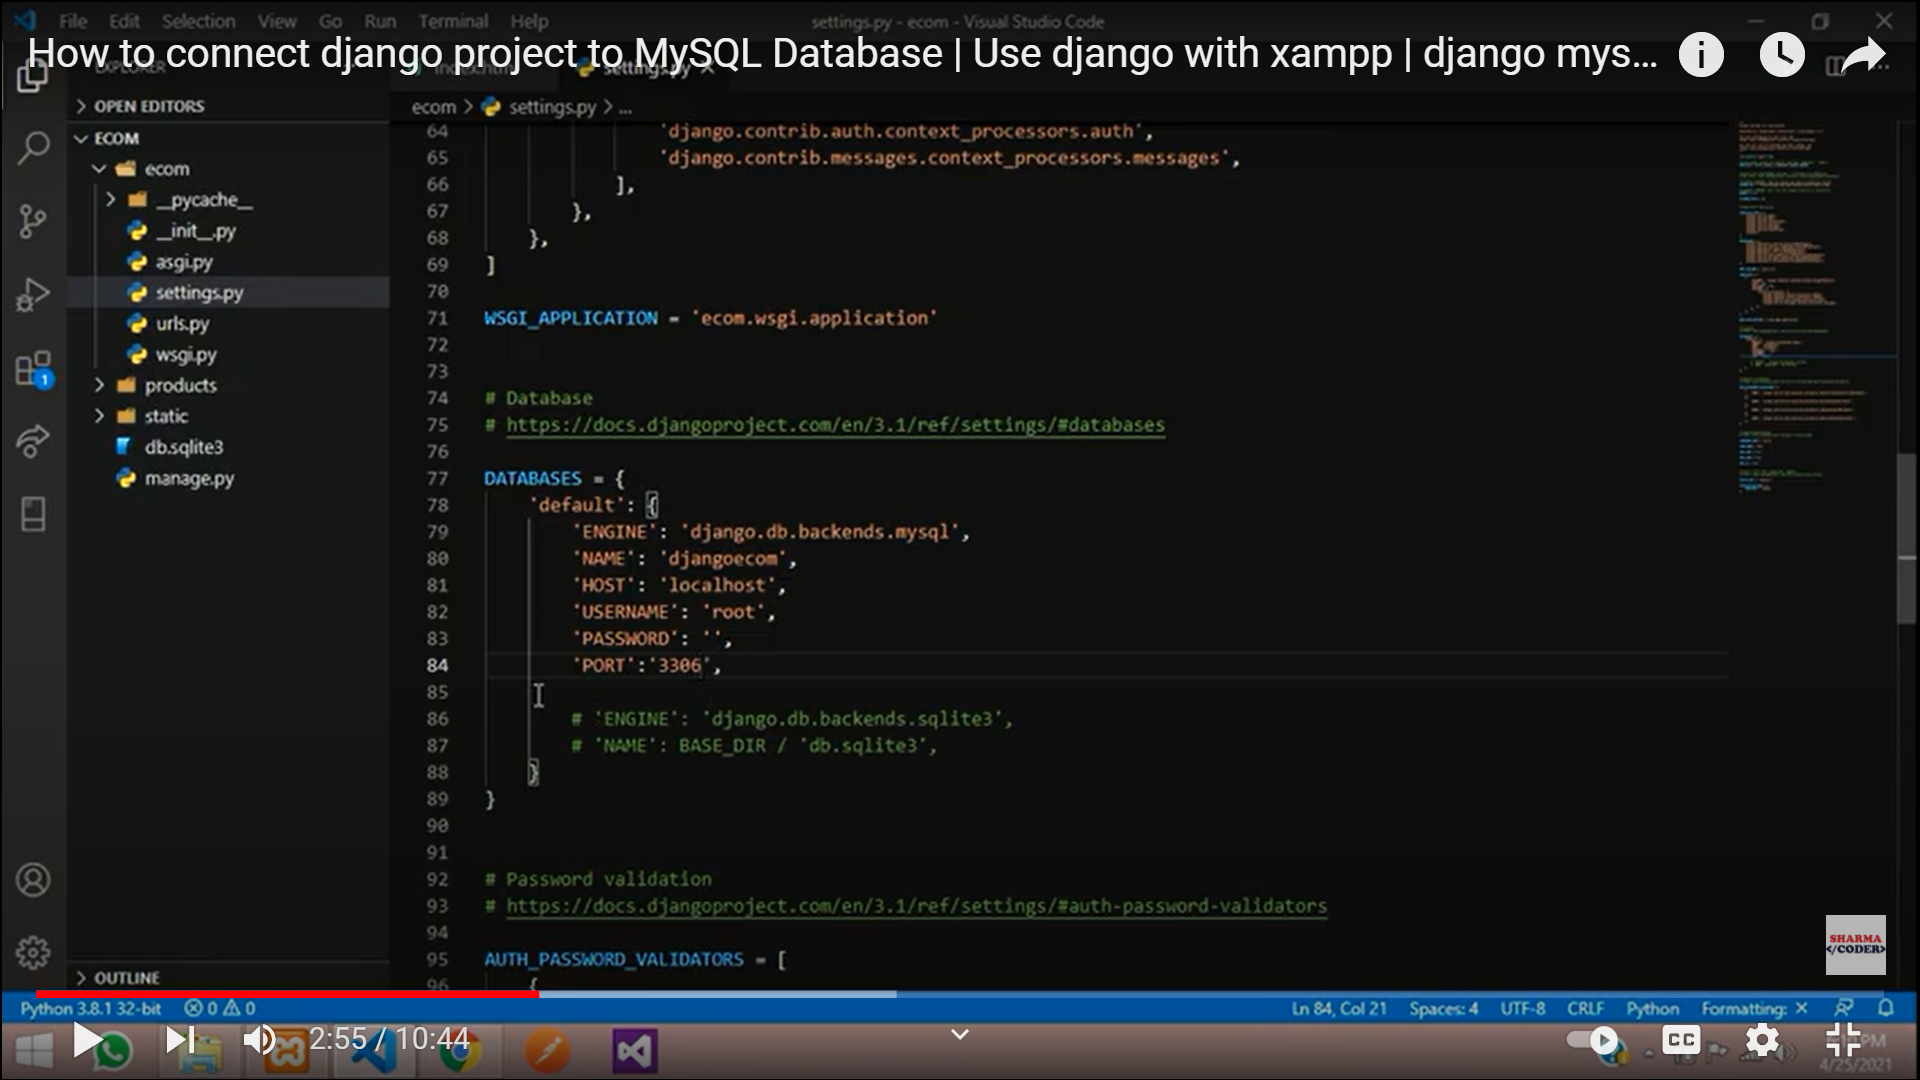 File Edit Selection View Go Run Terminal Help
settings.py - ecom - Visual Studio Code
How to connect django project to MySQL Database | Use django with xampp | django mys...
EXPLORER
settings.py
OPEN EDITORS
ecom > settings.py > ...
ECOM
ecom
__pycache__
__init__.py
asgi.py
settings.py
urls.py
wsgi.py
products
static
db.sqlite3
manage.py
1
OUTLINE
64 'django.contrib.auth.context_processors.auth',
65 'django.contrib.messages.context_processors.messages',
66 ],
67 },
68 },
69 ]
70
71 WSGI_APPLICATION = 'ecom.wsgi.application'
72
73
74 # Database
75 # https://docs.djangoproject.com/en/3.1/ref/settings/#databases
76
77 DATABASES = {
78 'default': {
79 'ENGINE': 'django.db.backends.mysql',
80 'NAME': 'djangoecom',
81 'HOST': 'localhost',
82 'USERNAME': 'root',
83 'PASSWORD': '',
84 'PORT':'3306',
85
86 # 'ENGINE': 'django.db.backends.sqlite3',
87 # 'NAME': BASE_DIR / 'db.sqlite3',
88 }
89 }
90
91
92 # Password validation
93 # https://docs.djangoproject.com/en/3.1/ref/settings/#auth-password-validators
94
95 AUTH_PASSWORD_VALIDATORS = [
96 {
SHARMA
</CODER>
Python 3.8.1 32-bit 0 0 Ln 84, Col 21 Spaces: 4 UTF-8 CRLF Python Formatting: X
2:55 / 10:44
CC
PM
4/25/2021